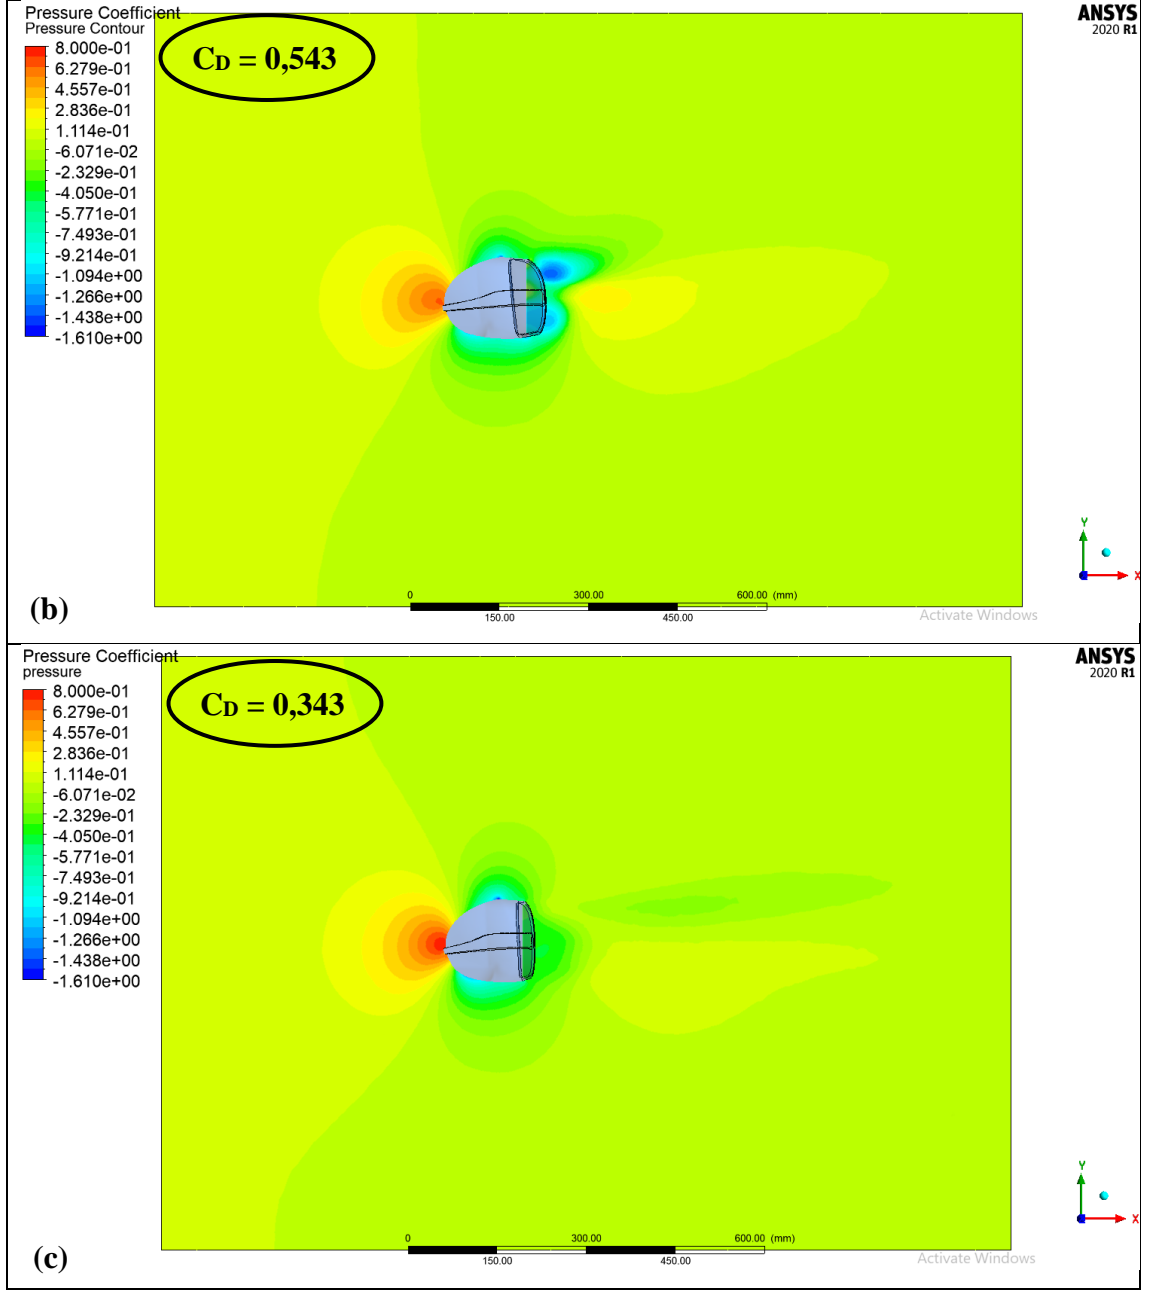 Pressure Coefficient
Pressure Contour
8.000e-01
6.279e-01
4.557e-01
2.836e-01
1.114e-01
-6.071e-02
-2.329e-01
-4.050e-01
-5.771e-01
-7.493e-01
-9.214e-01
-1.094e+00
-1.266e+00
-1.438e+00
-1.610e+00
CD = 0,543
ANSYS
2020 R1
Y
X
0 300.00 600.00 (mm)
150.00 450.00
Activate Windows
(b)
Pressure Coefficient
pressure
8.000e-01
6.279e-01
4.557e-01
2.836e-01
1.114e-01
-6.071e-02
-2.329e-01
-4.050e-01
-5.771e-01
-7.493e-01
-9.214e-01
-1.094e+00
-1.266e+00
-1.438e+00
-1.610e+00
CD = 0,343
ANSYS
2020 R1
Y
X
0 300.00 600.00 (mm)
150.00 450.00
Activate Windows
(c)